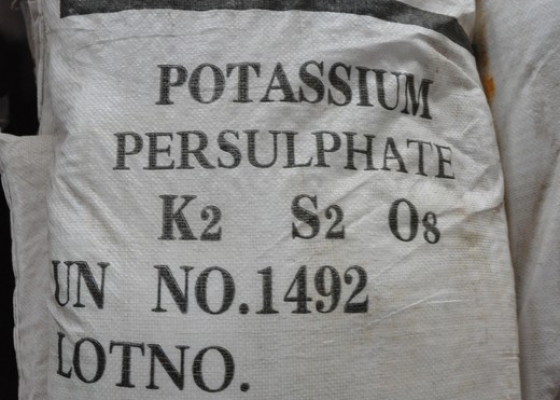 POTASSIUM
PERSULPHATE
K2 S2 O8
UN NO.1492
LOTNO.